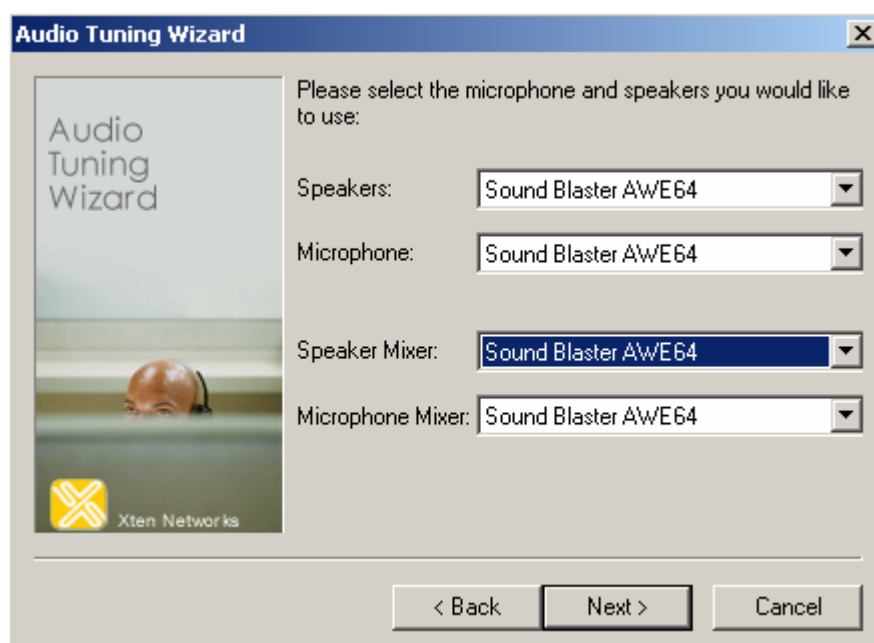 Audio Tuning Wizard
Audio
Tuning
Wizard
Xten Networks
Please select the microphone and speakers you would like
to use:
Speakers: Sound Blaster AWE64
Microphone: Sound Blaster AWE64
Speaker Mixer: Sound Blaster AWE64
Microphone Mixer: Sound Blaster AWE64
< Back Next > Cancel